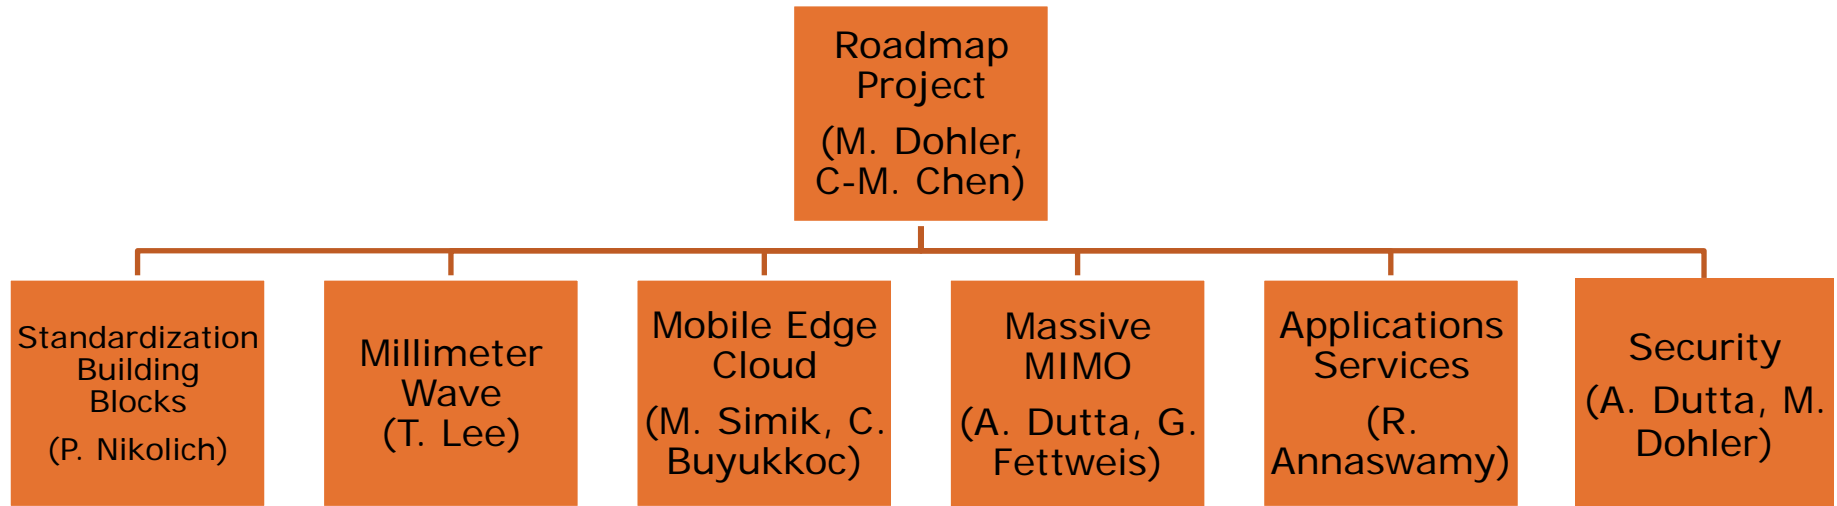 Roadmap
Project
(M. Dohler,
C-M. Chen)
Standardization
Building
Blocks
(P. Nikolich)
Millimeter
Wave
(T. Lee)
Mobile Edge
Cloud
(M. Simik, C.
Buyukkoc)
Massive
MIMO
(A. Dutta, G.
Fettweis)
Applications
Services
(R.
Annaswamy)
Security
(A. Dutta, M.
Dohler)